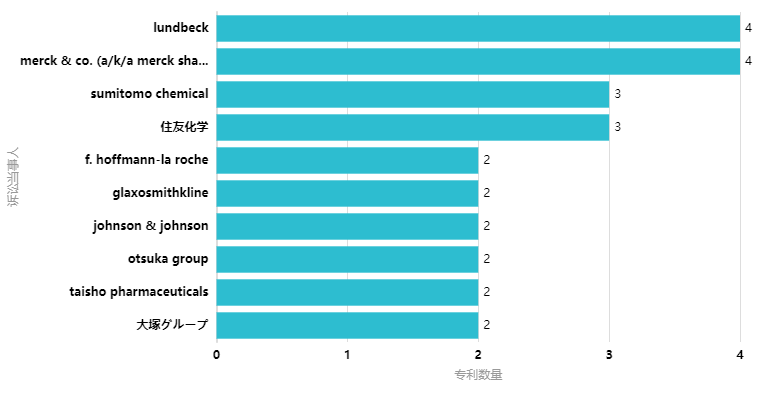 lundbeck 4
merck & co. (a/k/a merck sha... 4
sumitomo chemical 3
住友化学 3
f. hoffmann-la roche 2
glaxosmithkline 2
johnson & johnson 2
otsuka group 2
taisho pharmaceuticals 2
大塚グループ 2
0 1 2 3 4
专利数量
诉讼当事人